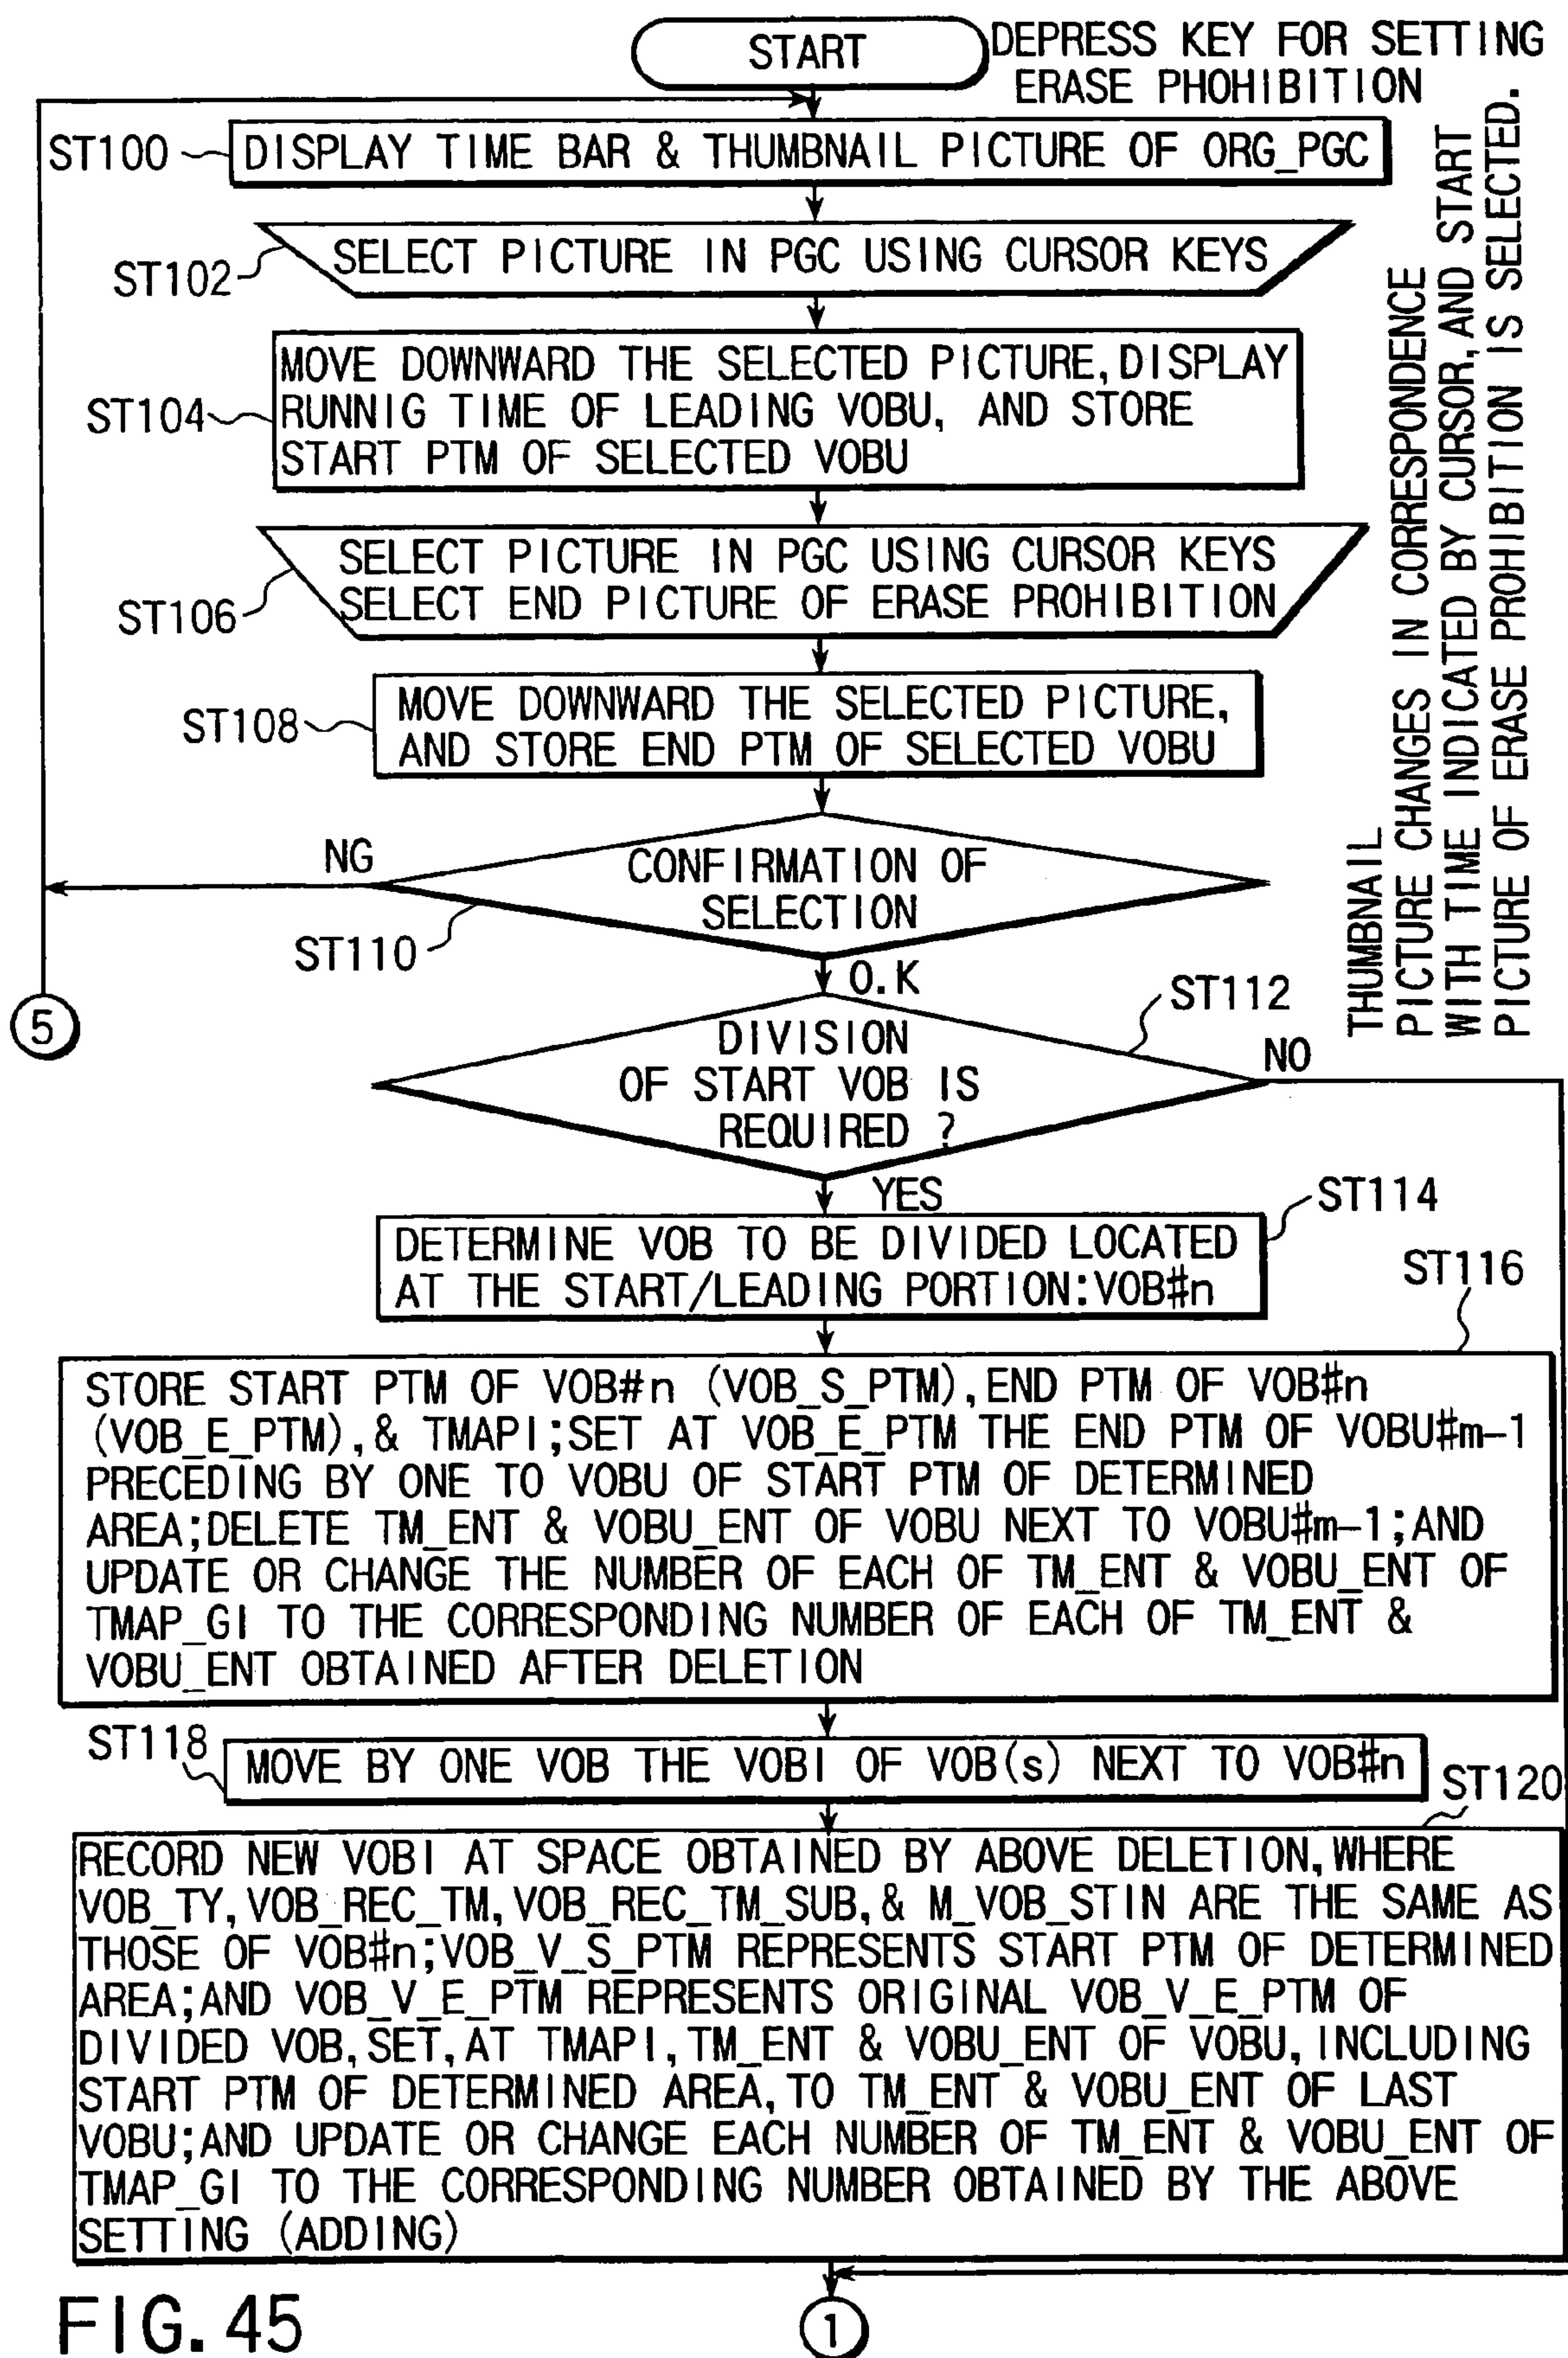 START
DEPRESS KEY FOR SETTING
ERASE PHOHIBITION
ST100
DISPLAY TIME BAR & THUMBNAIL PICTURE OF ORG_PGC
ST102
SELECT PICTURE IN PGC USING CURSOR KEYS
THUMBNAIL
PICTURE CHANGES IN CORRESPONDENCE
WITH TIME INDICATED BY CURSOR, AND START
PICTURE OF ERASE PROHIBITION IS SELECTED.
ST104
MOVE DOWNWARD THE SELECTED PICTURE, DISPLAY
RUNNIG TIME OF LEADING VOBU, AND STORE
START PTM OF SELECTED VOBU
ST106
SELECT PICTURE IN PGC USING CURSOR KEYS
SELECT END PICTURE OF ERASE PROHIBITION
ST108
MOVE DOWNWARD THE SELECTED PICTURE,
AND STORE END PTM OF SELECTED VOBU
NG
CONFIRMATION OF
SELECTION
ST110
O.K
5
ST112
DIVISION
OF START VOB IS
REQUIRED ?
NO
YES
ST114
DETERMINE VOB TO BE DIVIDED LOCATED
AT THE START/LEADING PORTION:VOB#n
ST116
STORE START PTM OF VOB#n (VOB_S_PTM), END PTM OF VOB#n
(VOB_E_PTM), & TMAPI; SET AT VOB_E_PTM THE END PTM OF VOBU#m-1
PRECEDING BY ONE TO VOBU OF START PTM OF DETERMINED
AREA; DELETE TM_ENT & VOBU_ENT OF VOBU NEXT TO VOBU#m-1; AND
UPDATE OR CHANGE THE NUMBER OF EACH OF TM_ENT & VOBU_ENT OF
TMAP_GI TO THE CORRESPONDING NUMBER OF EACH OF TM_ENT &
VOBU_ENT OBTAINED AFTER DELETION
ST118
MOVE BY ONE VOB THE VOBI OF VOB(s) NEXT TO VOB#n
ST120
RECORD NEW VOBI AT SPACE OBTAINED BY ABOVE DELETION, WHERE
VOB_TY, VOB_REC_TM, VOB_REC_TM_SUB, & M_VOB_STIN ARE THE SAME AS
THOSE OF VOB#n; VOB_V_S_PTM REPRESENTS START PTM OF DETERMINED
AREA; AND VOB_V_E_PTM REPRESENTS ORIGINAL VOB_V_E_PTM OF
DIVIDED VOB, SET, AT TMAPI, TM_ENT & VOBU_ENT OF VOBU, INCLUDING
START PTM OF DETERMINED AREA, TO TM_ENT & VOBU_ENT OF LAST
VOBU; AND UPDATE OR CHANGE EACH NUMBER OF TM_ENT & VOBU_ENT OF
TMAP_GI TO THE CORRESPONDING NUMBER OBTAINED BY THE ABOVE
SETTING (ADDING)
1
FIG. 45